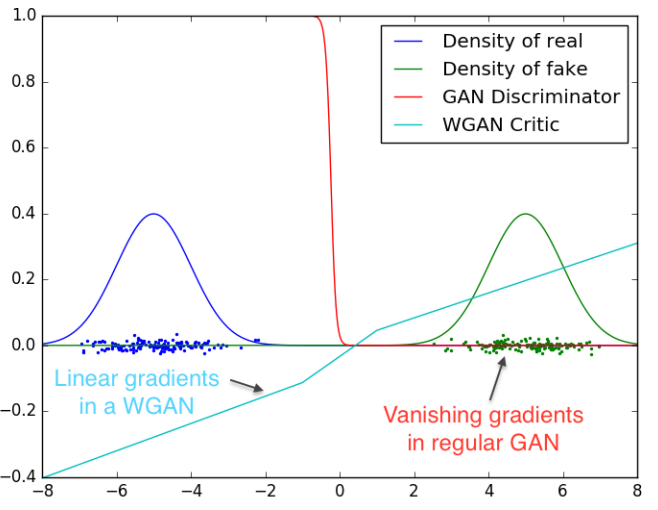 1.0
0.8
0.6
0.4
0.2
0.0
−0.2
−0.4
−8
−6
−4
−2
0
2
4
6
8
Density of real
Density of fake
GAN Discriminator
WGAN Critic
Linear gradients
in a WGAN
Vanishing gradients
in regular GAN